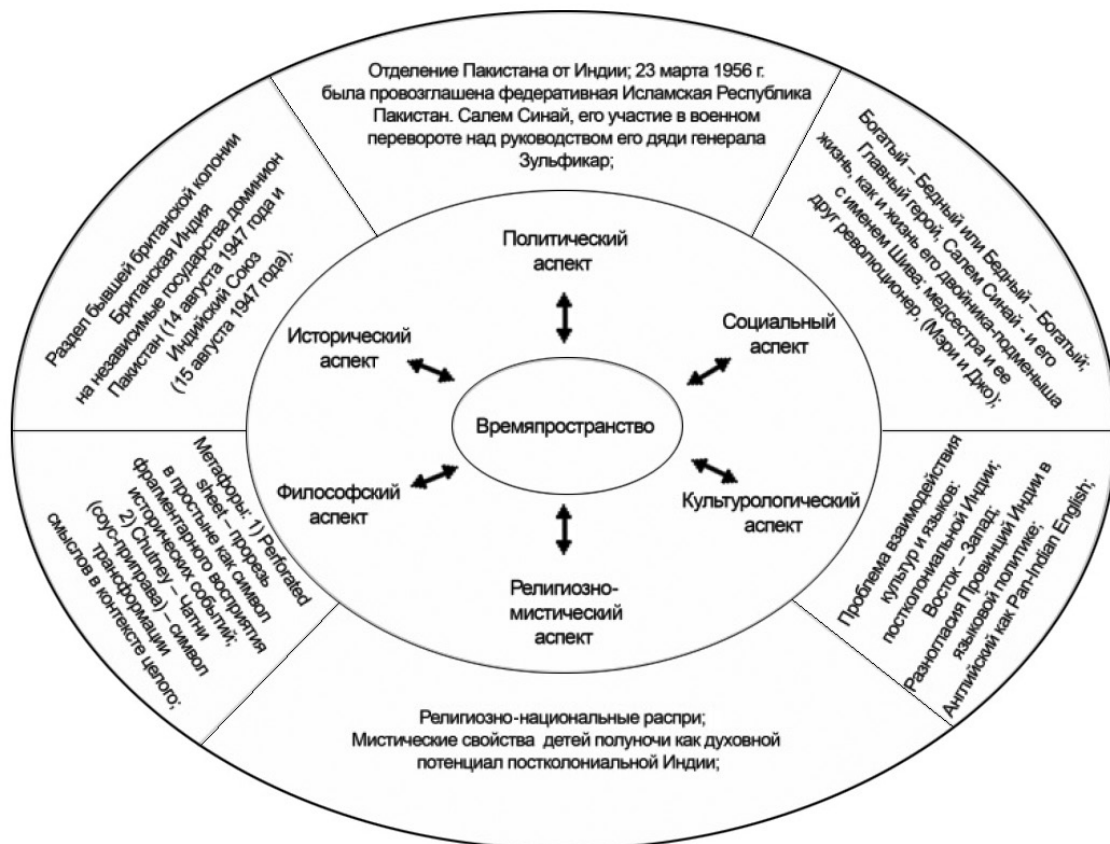 Отделение Пакистана от Индии; 23 марта 1956 г.
была провозглашена федеративная Исламская Республика
Пакистан. Салем Синай, его участие в военном
перевороте над руководством его дяди генерала
Зульфикар;
Раздел бывшей британской колонии
Британская Индия
на независимые государства доминион
Пакистан (14 августа 1947 года и
Индийский Союз
(15 августа 1947 года).
Богатый – Бедный или Бедный – Богатый;
Главный герой, Салем Синай - и его
жизнь, как и жизнь его двойника-подменыша
с именем Шива; медсестра и ее
друг революционер, (Мэри и Джо);
Политический
аспект
Исторический
аспект
Социальный
аспект
Времяпространство
Философский
аспект
Культурологический
аспект
Религиозно-
мистический
аспект
Метафоры: 1) Perforated
sheet – прорезь
в простыне как символ
фрагментарного восприятия
исторических событий;
2) Chutney – Чатни
(соус-приправа) – символ
трансформации
смыслов в контексте целого;
Проблема взаимодействия
культур и языков:
постколониальной Индии;
Восток – Запад;
Разногласия Провинций Индии в
языковой политике;
Английский как Pan-Indian English;
Религиозно-национальные распри;
Мистические свойства детей полуночи как духовной
потенциал постколониальной Индии;